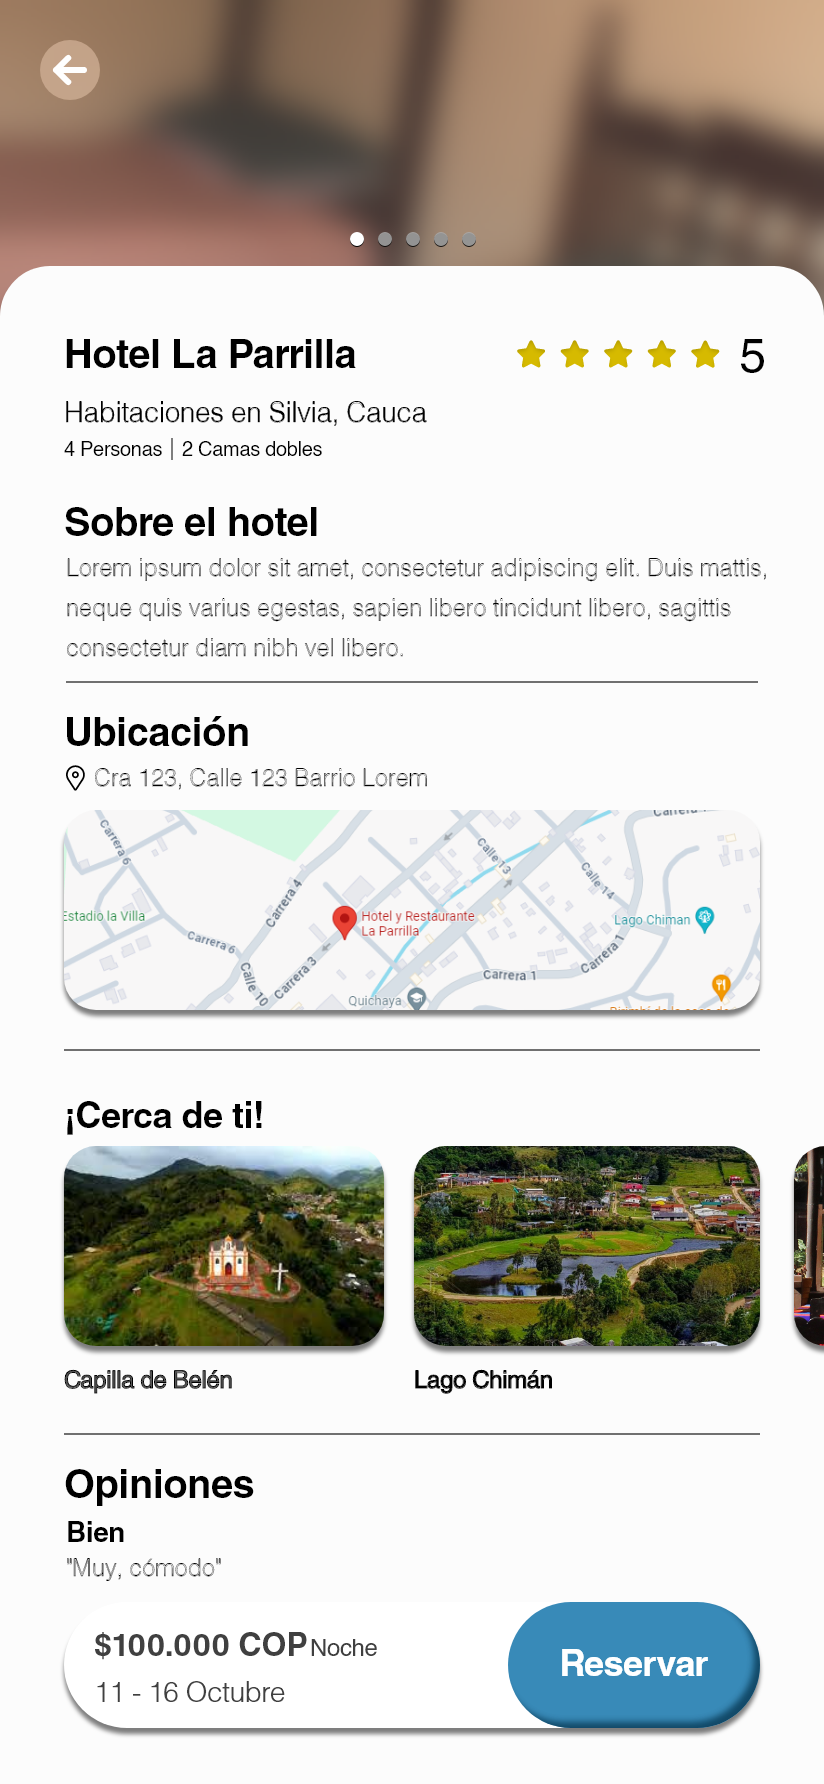 Hotel La Parrilla
5
Habitaciones en Silvia, Cauca
4 Personas | 2 Camas dobles
Sobre el hotel
Lorem ipsum dolor sit amet, consectetur adipiscing elit. Duis mattis,
neque quis varius egestas, sapien libero tincidunt libero, sagittis
consectetur diam nibh vel libero.
Ubicación
Cra 123, Calle 123 Barrio Lorem
Carrera 6
Calle 13
Calle 14
Carrera 4
Estadio la Villa
Hotel y Restaurante
La Parrilla
Lago Chiman
Carrera 6
Calle 10
Carrera 3
Carrera 1
Carrera 1
Quichaya
¡Cerca de ti!
Capilla de Belén
Lago Chimán
Opiniones
Bien
"Muy, cómodo"
$100.000 COP Noche
11 - 16 Octubre
Reservar